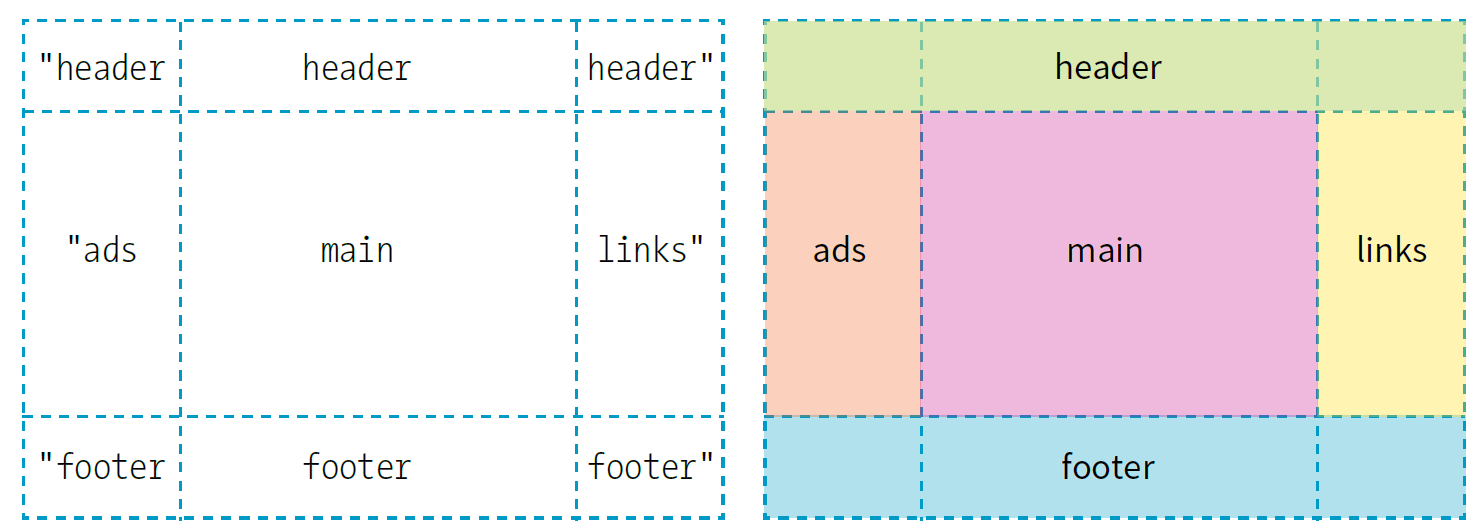 "header header header"
"ads main links"
"footer footer footer"
header
ads main links
footer